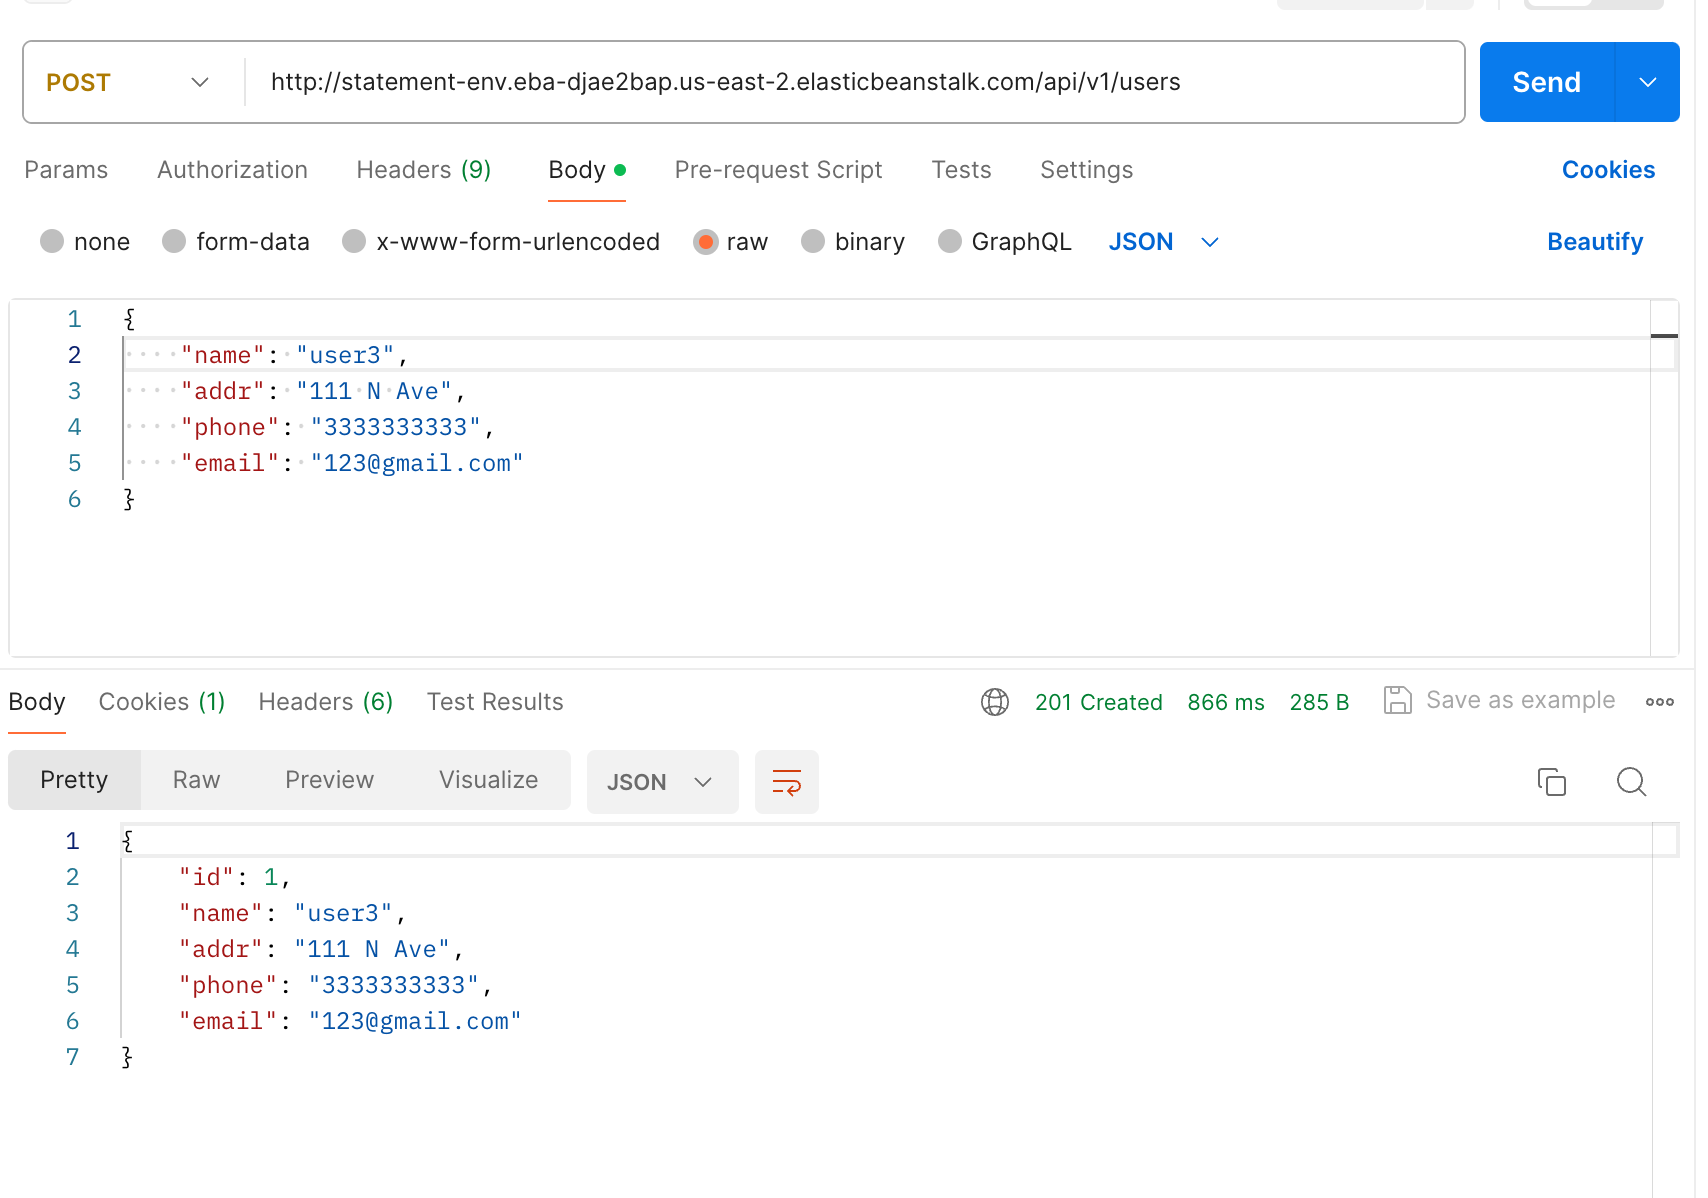 POST http://statement-env.eba-djae2bap.us-east-2.elasticbeanstalk.com/api/v1/users Send
Params Authorization Headers (9) Body Pre-request Script Tests Settings Cookies
none form-data x-www-form-urlencoded raw binary GraphQL JSON Beautify
1 {
2 "name": "user3",
3 "addr": "111 N Ave",
4 "phone": "3333333333",
5 "email": "123@gmail.com"
6 }
Body Cookies (1) Headers (6) Test Results 201 Created 866 ms 285 B Save as example
Pretty Raw Preview Visualize JSON
1 {
2 "id": 1,
3 "name": "user3",
4 "addr": "111 N Ave",
5 "phone": "3333333333",
6 "email": "123@gmail.com"
7 }